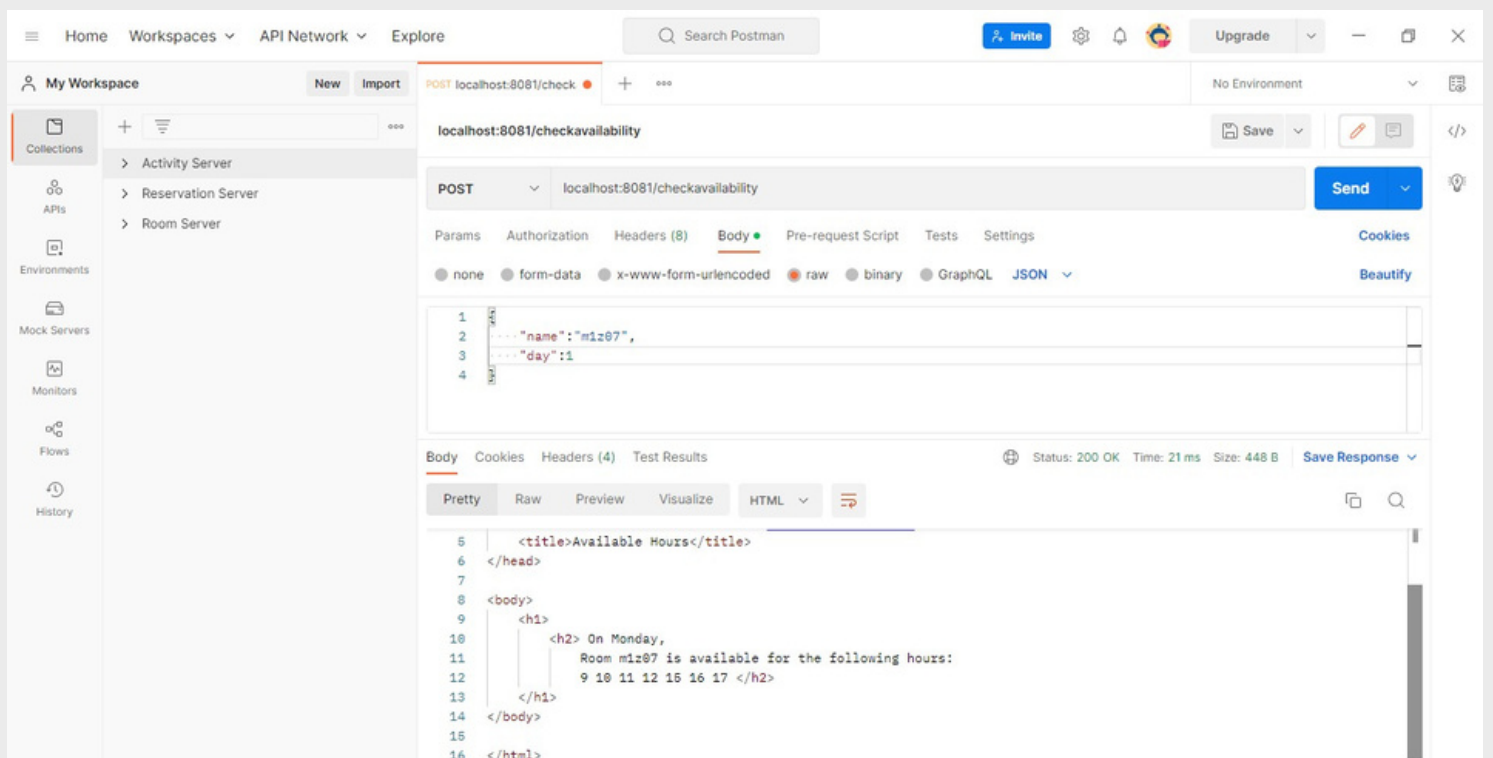 Home Workspaces API Network Explore Search Postman Invite Upgrade
My Workspace New Import POST localhost:8081/check No Environment
Collections
APIs
Environments
Mock Servers
Monitors
Flows
History
Activity Server
Reservation Server
Room Server
localhost:8081/checkavailability Save
POST localhost:8081/checkavailability Send
Params Authorization Headers (8) Body Pre-request Script Tests Settings Cookies
none form-data x-www-form-urlencoded raw binary GraphQL JSON Beautify
1 {
2 "name":"m1z07",
3 "day":1
4 }
Body Cookies Headers (4) Test Results Status: 200 OK Time: 21 ms Size: 448 B Save Response
Pretty Raw Preview Visualize HTML
5 <title>Available Hours</title>
6 </head>
7
8 <body>
9 <h1>
10 <h2> On Monday,
11 Room m1z07 is available for the following hours:
12 9 10 11 12 15 16 17 </h2>
13 </h1>
14 </body>
15
16 </html>